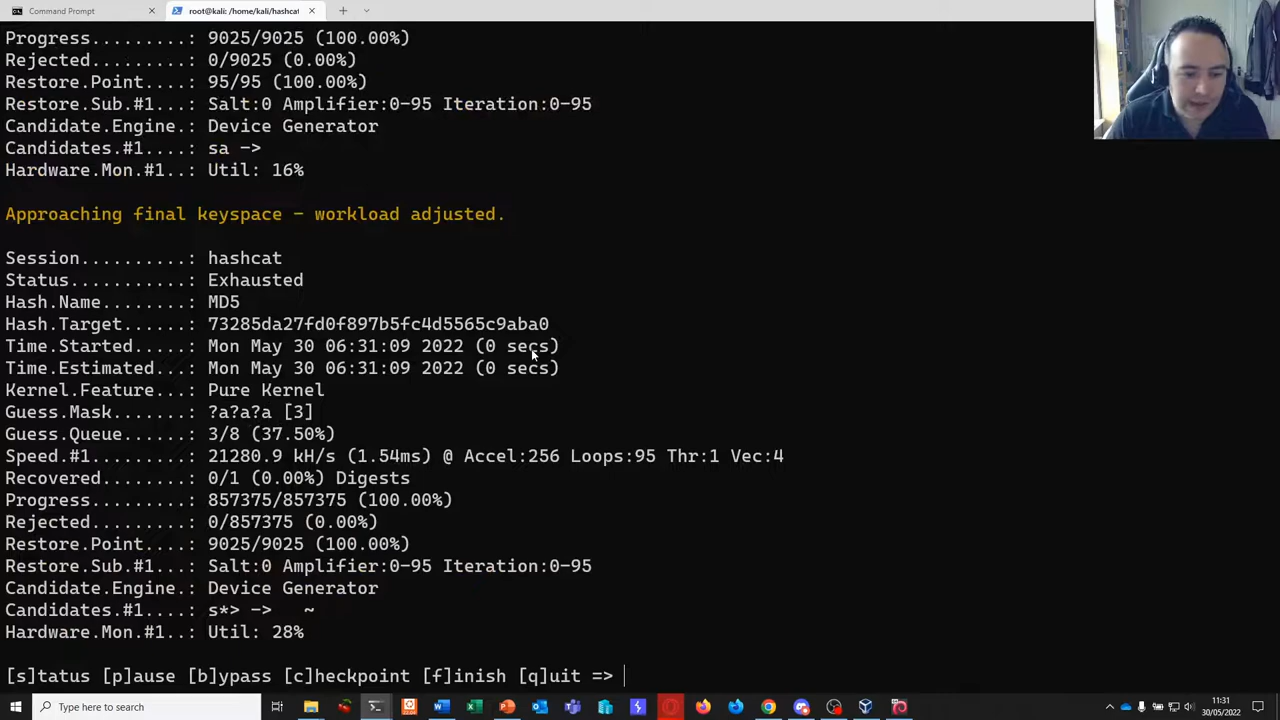 Command Prompt
root@kali: /home/kali/hashcat
Progress.........: 9025/9025 (100.00%)
Rejected.........: 0/9025 (0.00%)
Restore.Point....: 95/95 (100.00%)
Restore.Sub.#1...: Salt:0 Amplifier:0-95 Iteration:0-95
Candidate.Engine.: Device Generator
Candidates.#1....: sa ->
Hardware.Mon.#1..: Util: 16%
Approaching final keyspace - workload adjusted.
Session..........: hashcat
Status...........: Exhausted
Hash.Name........: MD5
Hash.Target......: 73285da27fd0f897b5fc4d5565c9aba0
Time.Started.....: Mon May 30 06:31:09 2022 (0 secs)
Time.Estimated...: Mon May 30 06:31:09 2022 (0 secs)
Kernel.Feature...: Pure Kernel
Guess.Mask.......: ?a?a?a [3]
Guess.Queue......: 3/8 (37.50%)
Speed.#1.........: 21280.9 kH/s (1.54ms) @ Accel:256 Loops:95 Thr:1 Vec:4
Recovered........: 0/1 (0.00%) Digests
Progress.........: 857375/857375 (100.00%)
Rejected.........: 0/857375 (0.00%)
Restore.Point....: 9025/9025 (100.00%)
Restore.Sub.#1...: Salt:0 Amplifier:0-95 Iteration:0-95
Candidate.Engine.: Device Generator
Candidates.#1....: s*> ->   ~
Hardware.Mon.#1..: Util: 28%
[s]tatus [p]ause [b]ypass [c]heckpoint [f]inish [q]uit =>
Type here to search
11:31
30/05/2022